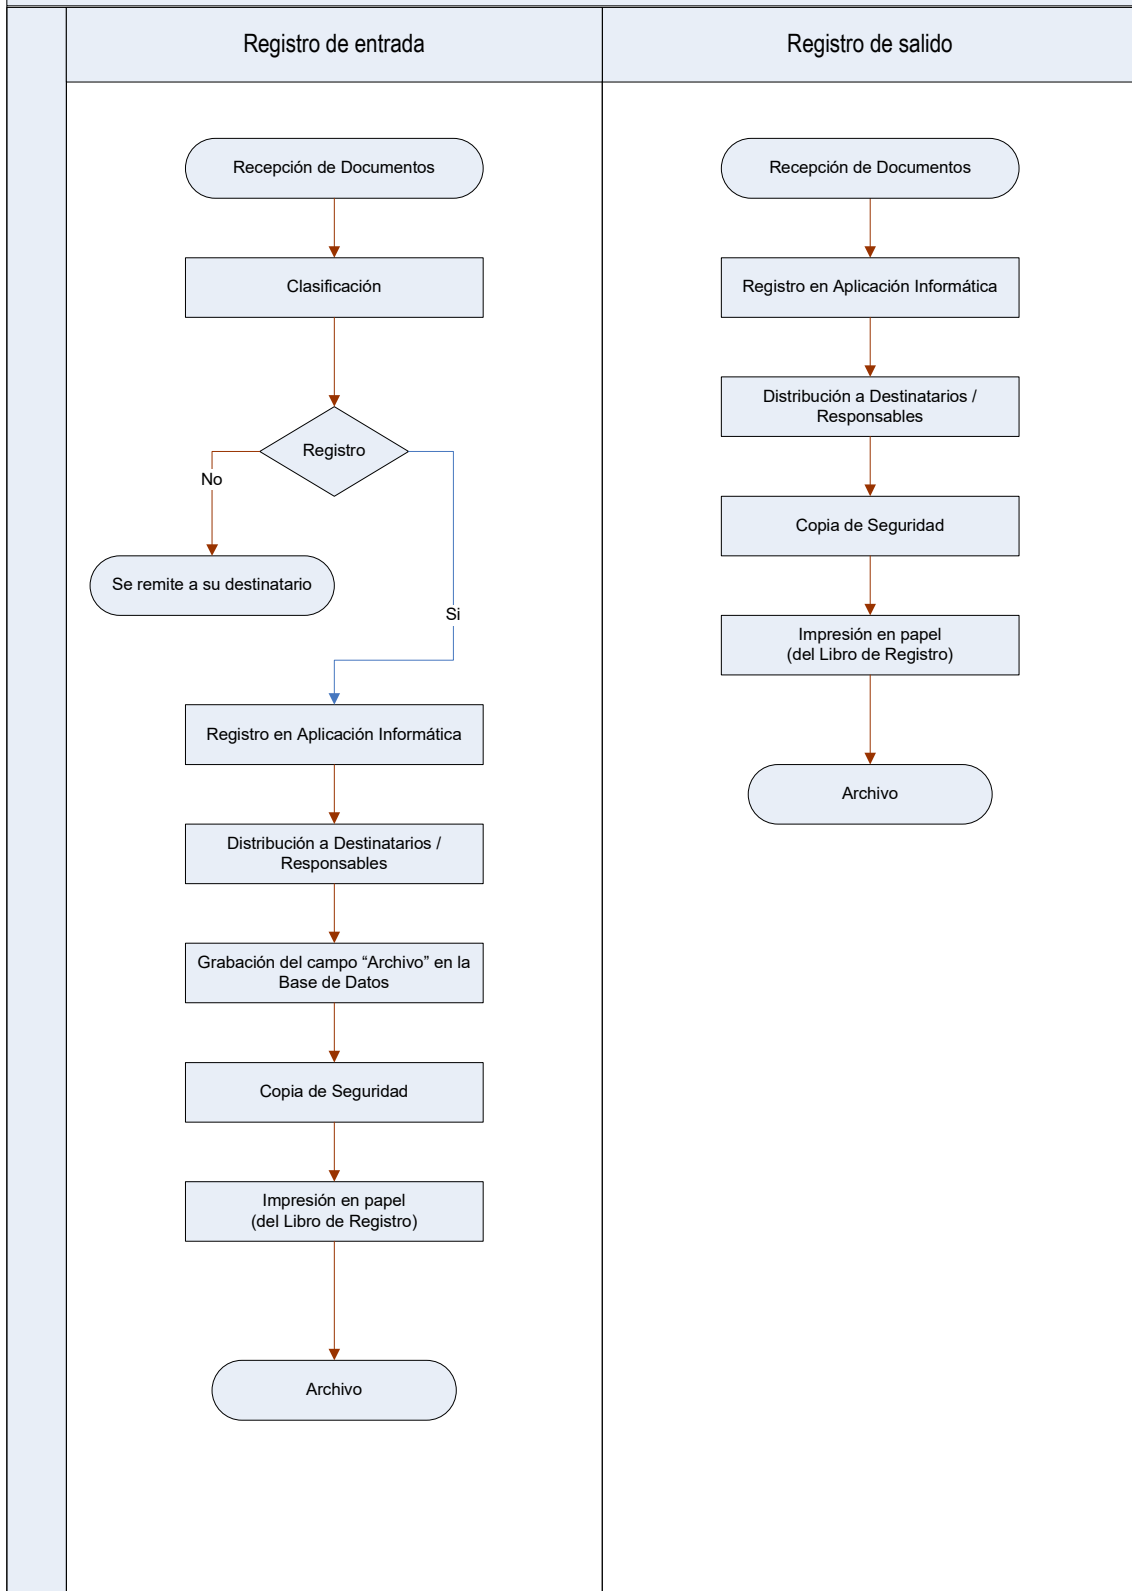 Registro de entrada
Registro de salido
Recepción de Documentos
Clasificación
Registro
No
Si
Se remite a su destinatario
Registro en Aplicación Informática
Distribución a Destinatarios /
Responsables
Grabación del campo “Archivo” en la
Base de Datos
Copia de Seguridad
Impresión en papel
(del Libro de Registro)
Archivo
Recepción de Documentos
Registro en Aplicación Informática
Distribución a Destinatarios /
Responsables
Copia de Seguridad
Impresión en papel
(del Libro de Registro)
Archivo